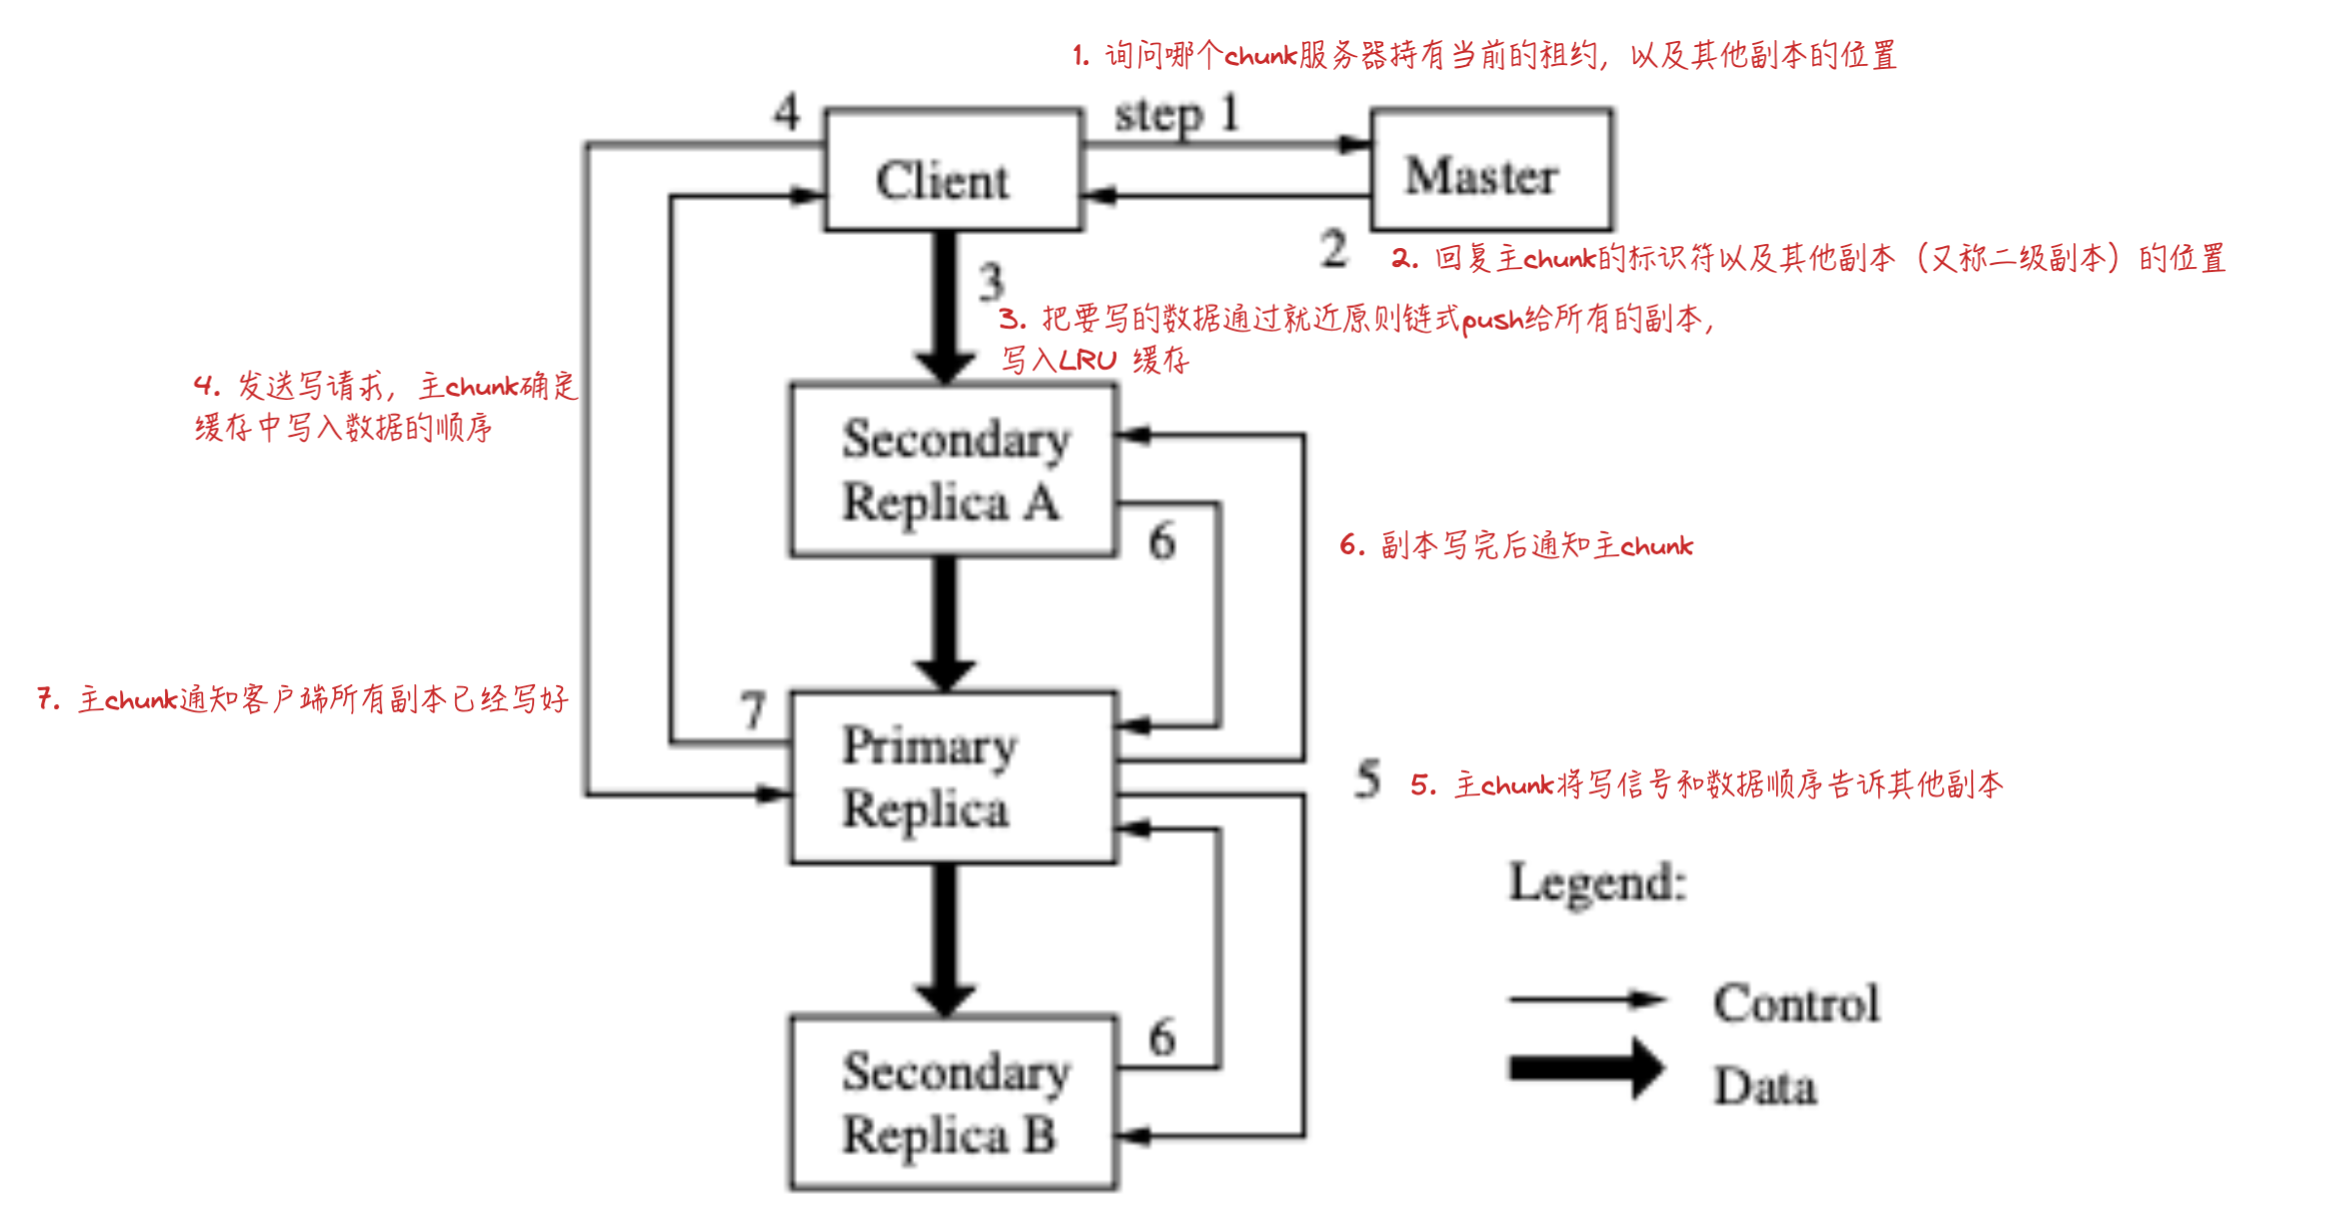 1. 询问哪个chunk服务器持有当前的租约，以及其他副本的位置
4
step 1
Client
Master
2
2. 回复主chunk的标识符以及其他副本（又称二级副本）的位置
3
3. 把要写的数据通过就近原则链式push给所有的副本，
写入LRU 缓存
4. 发送写请求，主chunk确定
缓存中写入数据的顺序
Secondary
Replica A
6
6. 副本写完后通知主chunk
7. 主chunk通知客户端所有副本已经写好
7
Primary
Replica
5
5. 主chunk将写信号和数据顺序告诉其他副本
Legend:
Control
Data
6
Secondary
Replica B